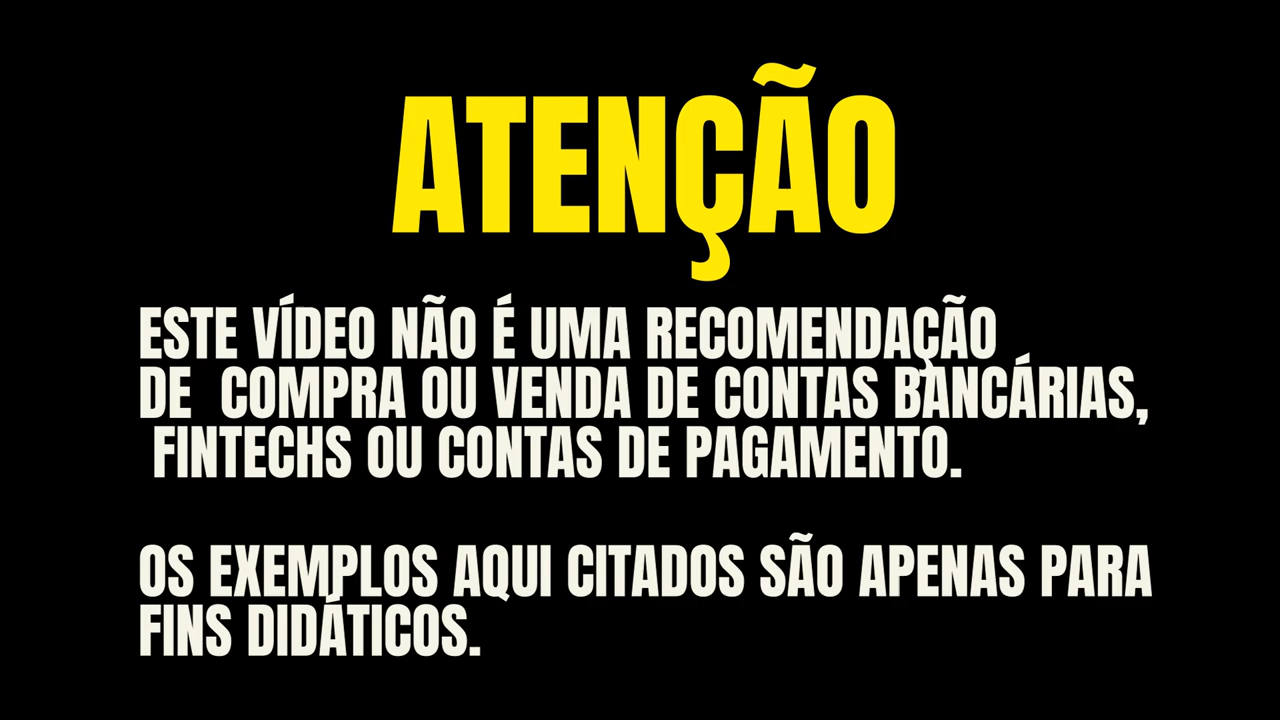 ATENÇÃO
ESTE VÍDEO NÃO É UMA RECOMENDAÇÃO
DE COMPRA OU VENDA DE CONTAS BANCÁRIAS,
FINTECHS OU CONTAS DE PAGAMENTO.
OS EXEMPLOS AQUI CITADOS SÃO APENAS PARA
FINS DIDÁTICOS.